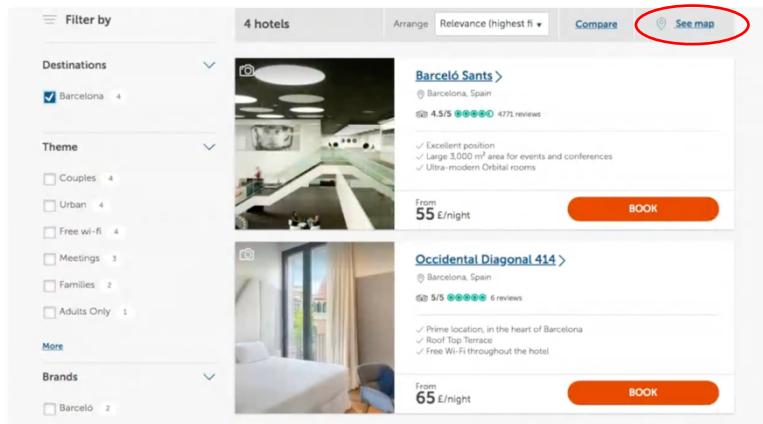 Filter by
4 hotels
Arrange Relevance (highest fi
Compare
See map
Destinations
Barcelona 4
Theme
Couples 4
Urban 4
Free wi-fi 4
Meetings 3
Families 2
Adults Only 1
More
Brands
Barceló 2
Barceló Sants
Barcelona, Spain
4.5/5 4771 reviews
Excellent position
Large 3,000 m² area for events and conferences
Ultra-modern Orbital rooms
From
55 £/night
BOOK
Occidental Diagonal 414
Barcelona, Spain
5/5 6 reviews
Prime location, in the heart of Barcelona
Roof Top Terrace
Free Wi-Fi throughout the hotel
From
65 £/night
BOOK